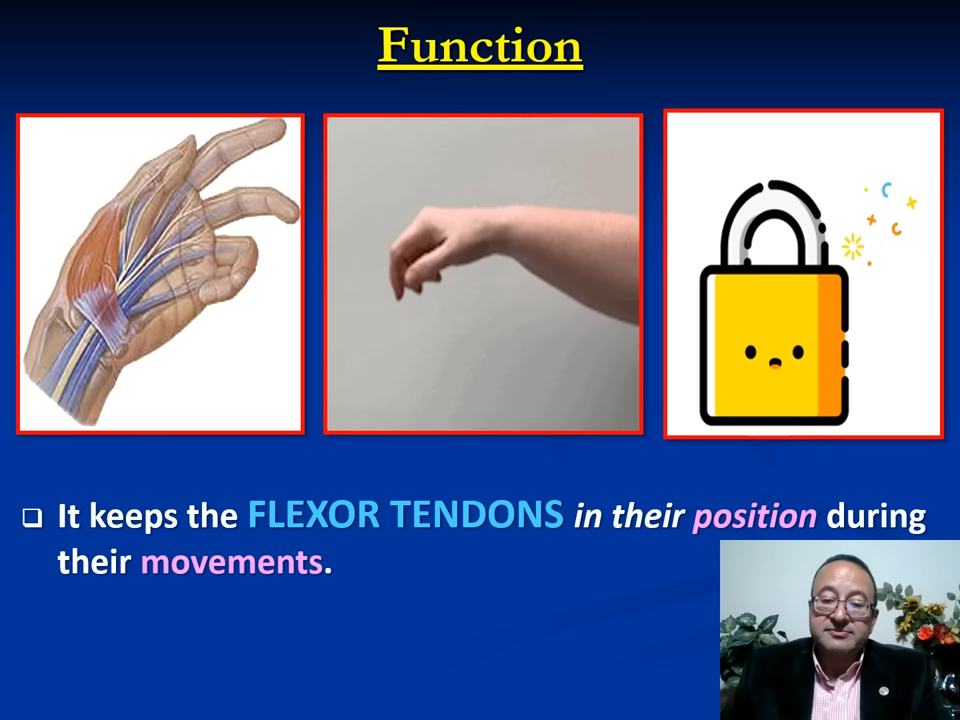 Function
It keeps the FLEXOR TENDONS in their position during
their movements.